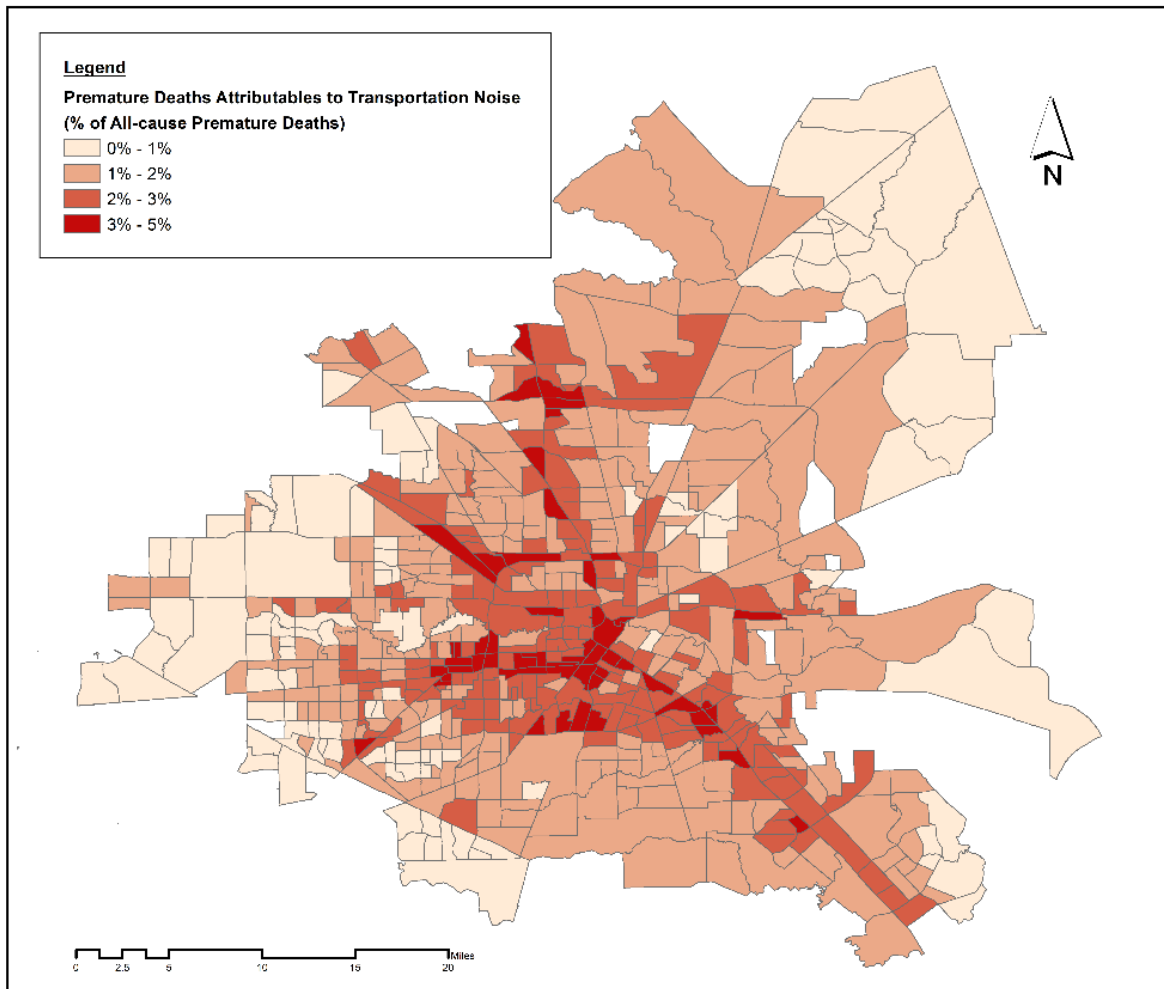 Legend
Premature Deaths Attributables to Transportation Noise
(% of All-cause Premature Deaths)
0% - 1%
1% - 2%
2% - 3%
3% - 5%
N
Miles
0 2.5 5 10 15 20